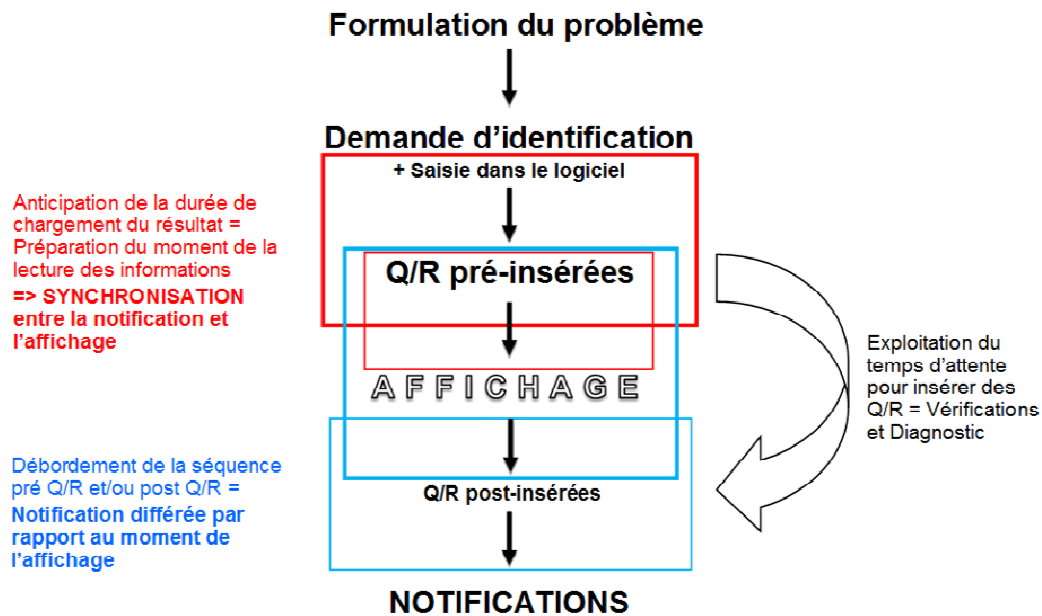 Formulation du problème
Demande d'identification
+ Saisie dans le logiciel
Anticipation de la durée de
chargement du résultat =
Préparation du moment de la
lecture des informations
=> SYNCHRONISATION
entre la notification et
l'affichage
Q/R pré-insérées
AFFICHAGE
Exploitation du
temps d'attente
pour insérer des
Q/R = Vérifications
et Diagnostic
Débordement de la séquence
pré Q/R et/ou post Q/R =
Notification différée par
rapport au moment de
l'affichage
Q/R post-insérées
NOTIFICATIONS